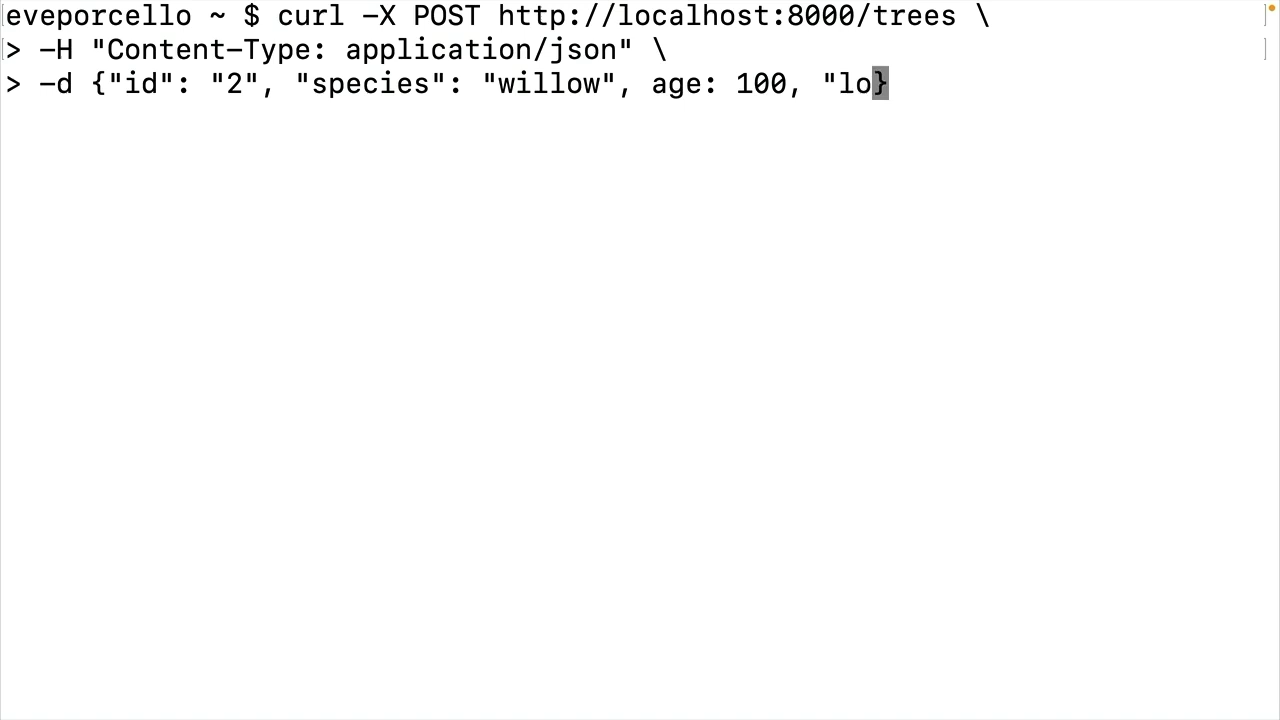 eveporcello ~ $ curl -X POST http://localhost:8000/trees \
> -H "Content-Type: application/json" \
> -d {"id": "2", "species": "willow", age: 100, "lo}